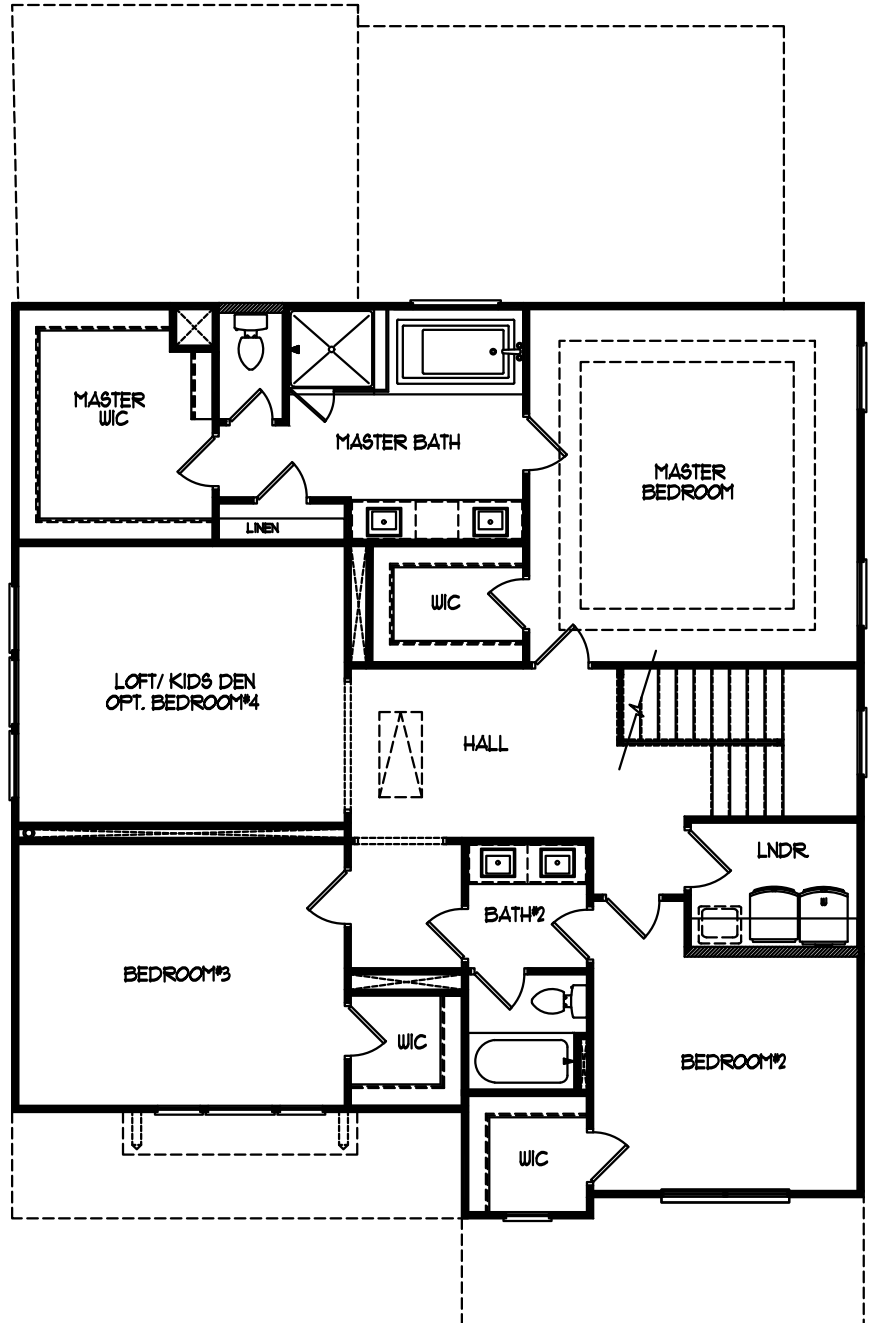 MASTER
WIC
MASTER BATH
MASTER
BEDROOM
LINEN
WIC
LOFT/ KIDS DEN
OPT. BEDROOM#4
HALL
LNDR
BATH#2
BEDROOM#3
WIC
BEDROOM#2
WIC